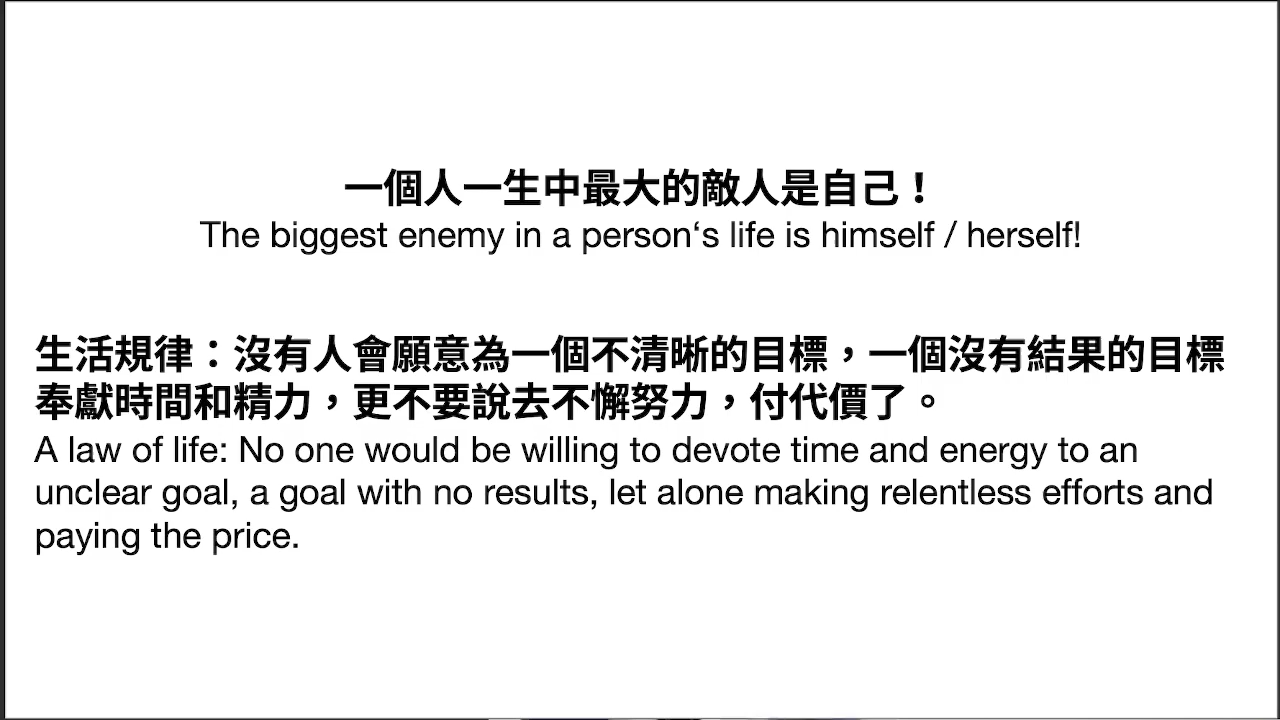 一個人一生中最大的敵人是自己！
The biggest enemy in a person‘s life is himself / herself!
生活規律：沒有人會願意為一個不清晰的目標，一個沒有結果的目標
奉獻時間和精力，更不要說去不懈努力，付代價了。
A law of life: No one would be willing to devote time and energy to an
unclear goal, a goal with no results, let alone making relentless efforts and
paying the price.